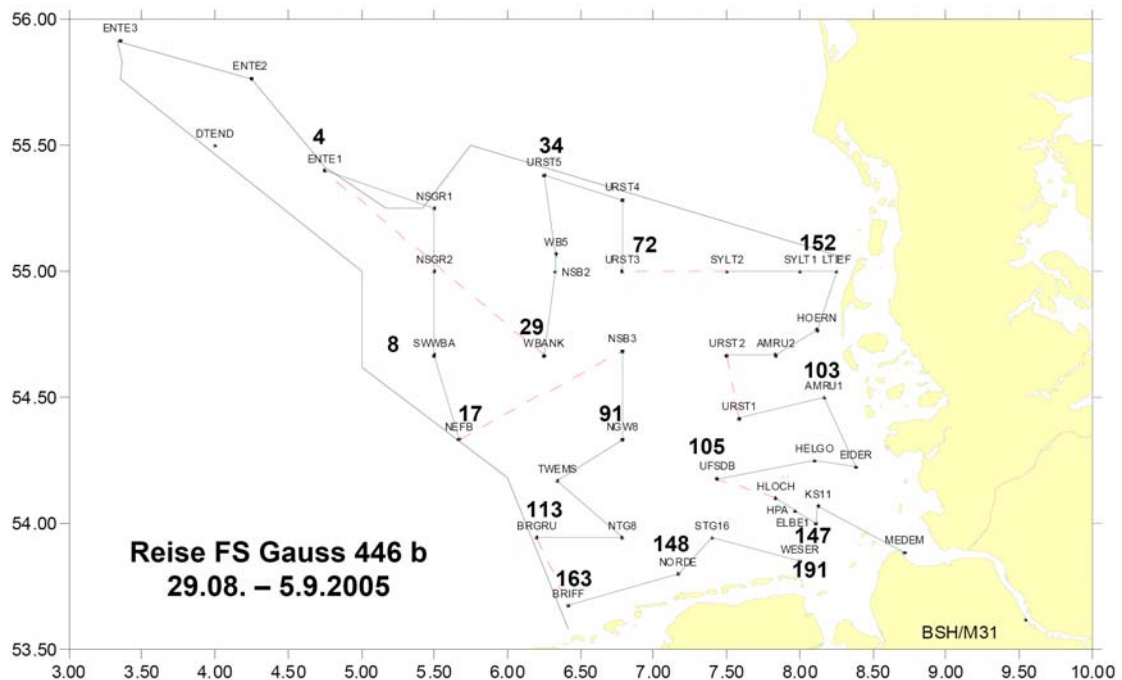 56.00
ENTE3
ENTE2
55.50
DTEND
4
ENTE1
34
URST5
URST4
NSGR1
152
72
WB5
55.00
NSGR2
NSB2
URST3
SYLT2
SYLT1 LTIEF
HOERN
29
8
SWWBA
WBANK
NSB3
URST2
AMRU2
103
AMRU1
54.50
17
NEFB
91
NGW8
URST1
105
UFSDB
HELGO
EIDER
TWEMS
HLOCH
KS11
HPA
ELBE1
54.00
113
BRGRU
NTG8
STG16
147
MEDEM
Reise FS Gauss 446 b
29.08. – 5.9.2005
148
NORDE
WESER
191
163
BRIFF
BSH/M31
53.50
3.00 3.50 4.00 4.50 5.00 5.50 6.00 6.50 7.00 7.50 8.00 8.50 9.00 9.50 10.00